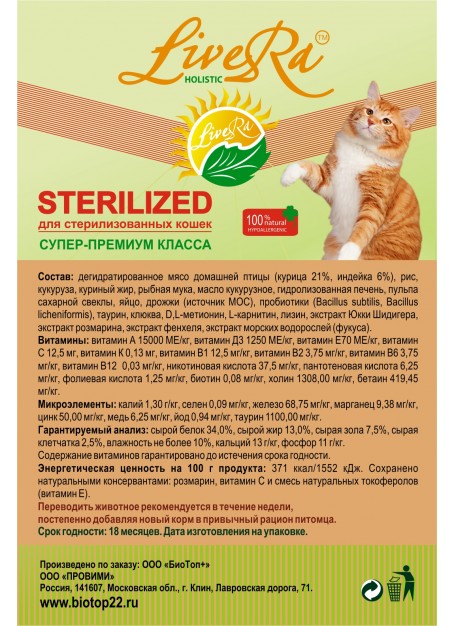 LiveRa™
HOLISTIC
LiveRa
STERILIZED
для стерилизованных кошек
СУПЕР-ПРЕМИУМ КЛАССА
100% natural
HYPOALLERGENIC
Состав: дегидратированное мясо домашней птицы (курица 21%, индейка 6%), рис,
кукуруза, куриный жир, рыбная мука, масло кукурузное, гидролизованная печень, пульпа
сахарной свеклы, яйцо, дрожжи (источник МОС), пробиотики (Bacillus subtilis, Bacillus
licheniformis), таурин, клюква, D,L-метионин, L-карнитин, лизин, экстракт Юкки Шидигера,
экстракт розмарина, экстракт фенхеля, экстракт морских водорослей (фукуса).
Витамины: витамин А 15000 МЕ/кг, витамин Д3 1250 МЕ/кг, витамин Е70 МЕ/кг, витамин
С 12,5 мг, витамин К 0,13 мг, витамин В1 12,5 мг/кг, витамин В2 3,75 мг/кг, витамин В6 3,75
мг/кг, витамин В12 0,03 мг/кг, никотиновая кислота 37,5 мг/кг, пантотеновая кислота 6,25
мг/кг, фолиевая кислота 1,25 мг/кг, биотин 0,08 мг/кг, холин 1308,00 мг/кг, бетаин 419,45
мг/кг.
Микроэлементы: калий 1,30 г/кг, селен 0,09 мг/кг, железо 68,75 мг/кг, марганец 9,38 мг/кг,
цинк 50,00 мг/кг, медь 6,25 мг/кг, йод 0,94 мг/кг, таурин 1100,00 мг/кг.
Гарантируемый анализ: сырой белок 34,0%, сырой жир 13,0%, сырая зола 7,5%, сырая
клетчатка 2,5%, влажность не более 10%, кальций 13 г/кг, фосфор 11 г/кг.
Содержание витаминов гарантировано до истечения срока годности.
Энергетическая ценность на 100 г продукта: 371 ккал/1552 кДж. Сохранено
натуральными консервантами: розмарин, витамин С и смесь натуральных токоферолов
(витамин Е).
Переводить животное рекомендуется в течение недели,
постепенно добавляя новый корм в привычный рацион питомца.
Срок годности: 18 месяцев. Дата изготовления на упаковке.
Произведено по заказу: ООО «БиоТоп+»
ООО «ПРОВИМИ»
Россия, 141607, Московская обл., г. Клин, Лавровская дорога, 71.
www.biotop22.ru